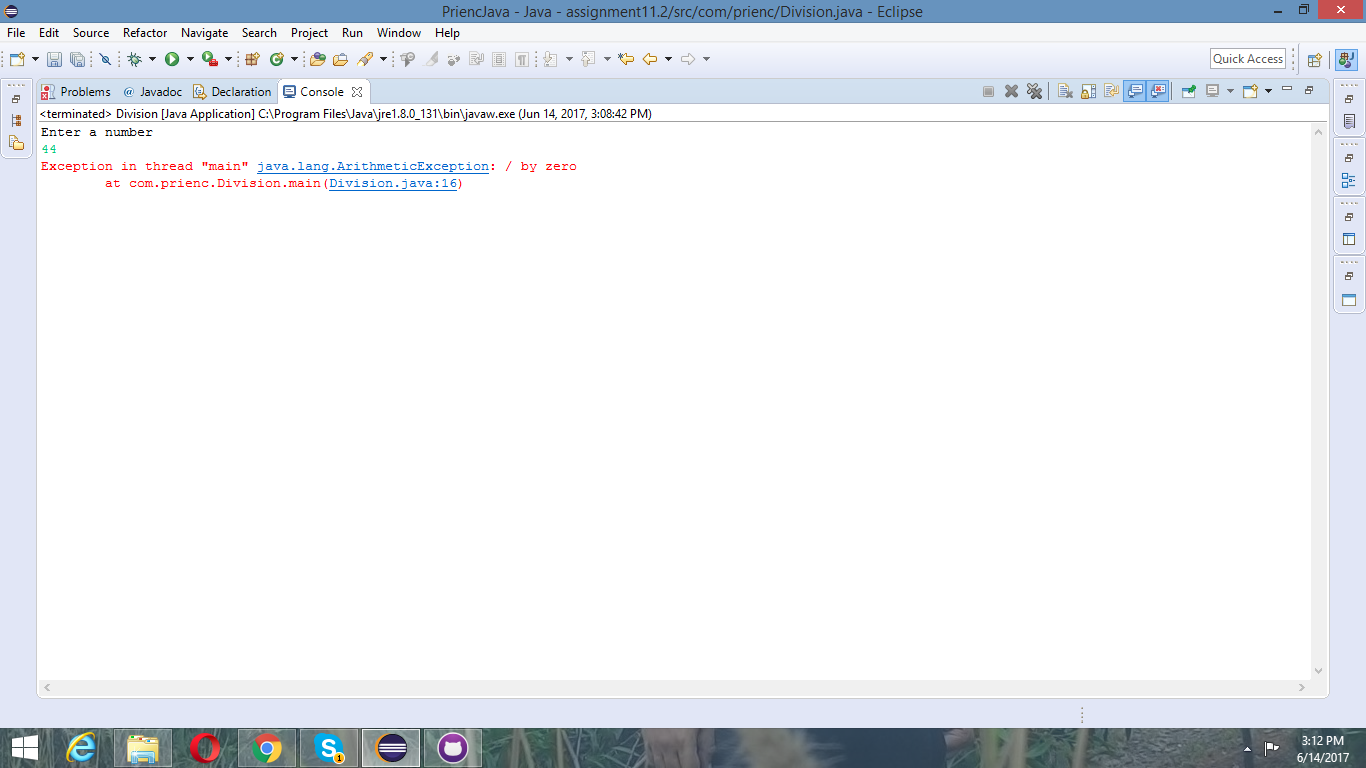 PriencJava - Java - assignment11.2/src/com/prienc/Division.java - Eclipse
File Edit Source Refactor Navigate Search Project Run Window Help
Quick Access
Problems @ Javadoc Declaration Console
<terminated> Division [Java Application] C:\Program Files\Java\jre1.8.0_131\bin\javaw.exe (Jun 14, 2017, 3:08:42 PM)
Enter a number
44
Exception in thread "main" java.lang.ArithmeticException: / by zero
at com.prienc.Division.main(Division.java:16)
1
3:12 PM
6/14/2017